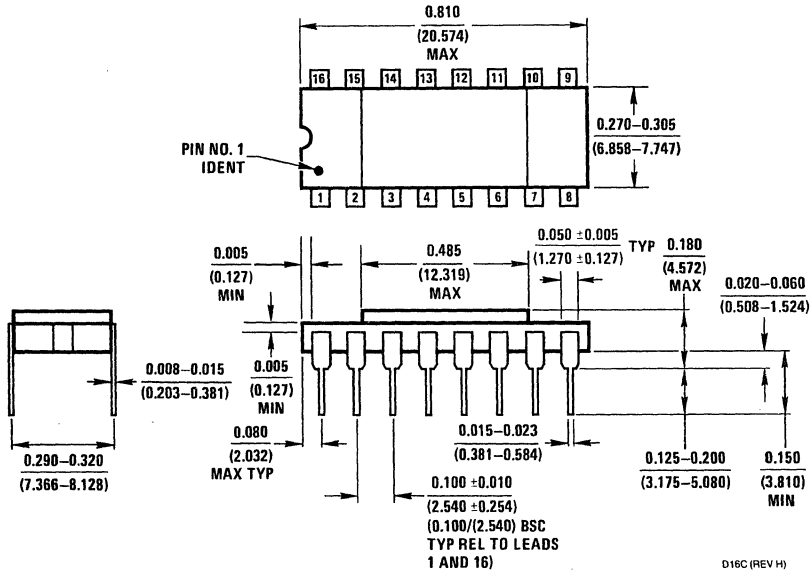 0.810
(20.574)
MAX
16 15 14 13 12 11 10 9
PIN NO. 1
IDENT
0.270–0.305
(6.858–7.747)
1 2 3 4 5 6 7 8
0.005
(0.127)
MIN
0.485
(12.319)
MAX
0.050 ±0.005
(1.270 ±0.127)
TYP
0.180
(4.572)
MAX
0.020–0.060
(0.508–1.524)
0.008–0.015
(0.203–0.381)
0.005
(0.127)
MIN
0.290–0.320
(7.366–8.128)
0.080
(2.032)
MAX TYP
0.015–0.023
(0.381–0.584)
0.100 ±0.010
(2.540 ±0.254)
(0.100/(2.540) BSC
TYP REL TO LEADS
1 AND 16)
0.125–0.200
(3.175–5.080)
0.150
(3.810)
MIN
D16C (REV H)